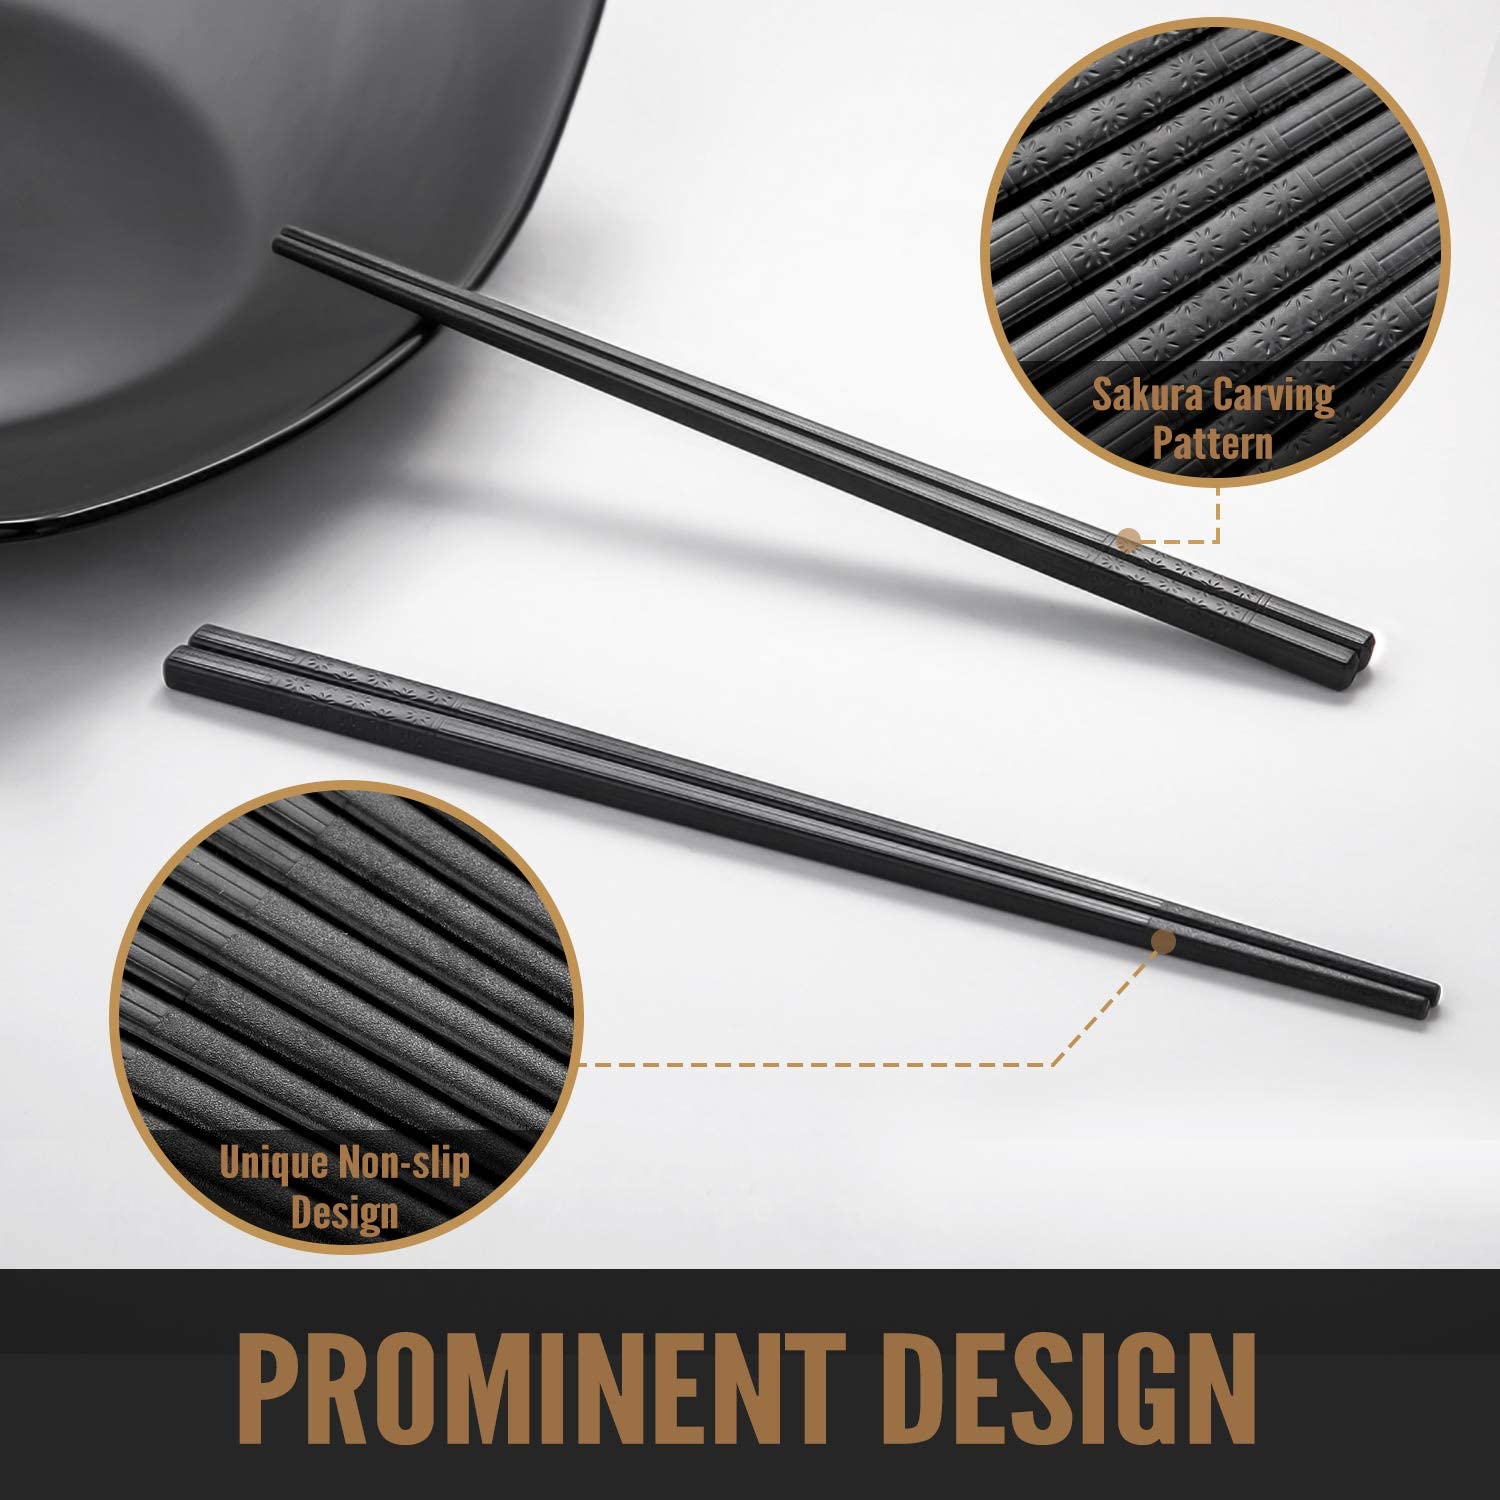 Sakura Carving
Pattern
Unique Non-slip
Design
PROMINENT DESIGN